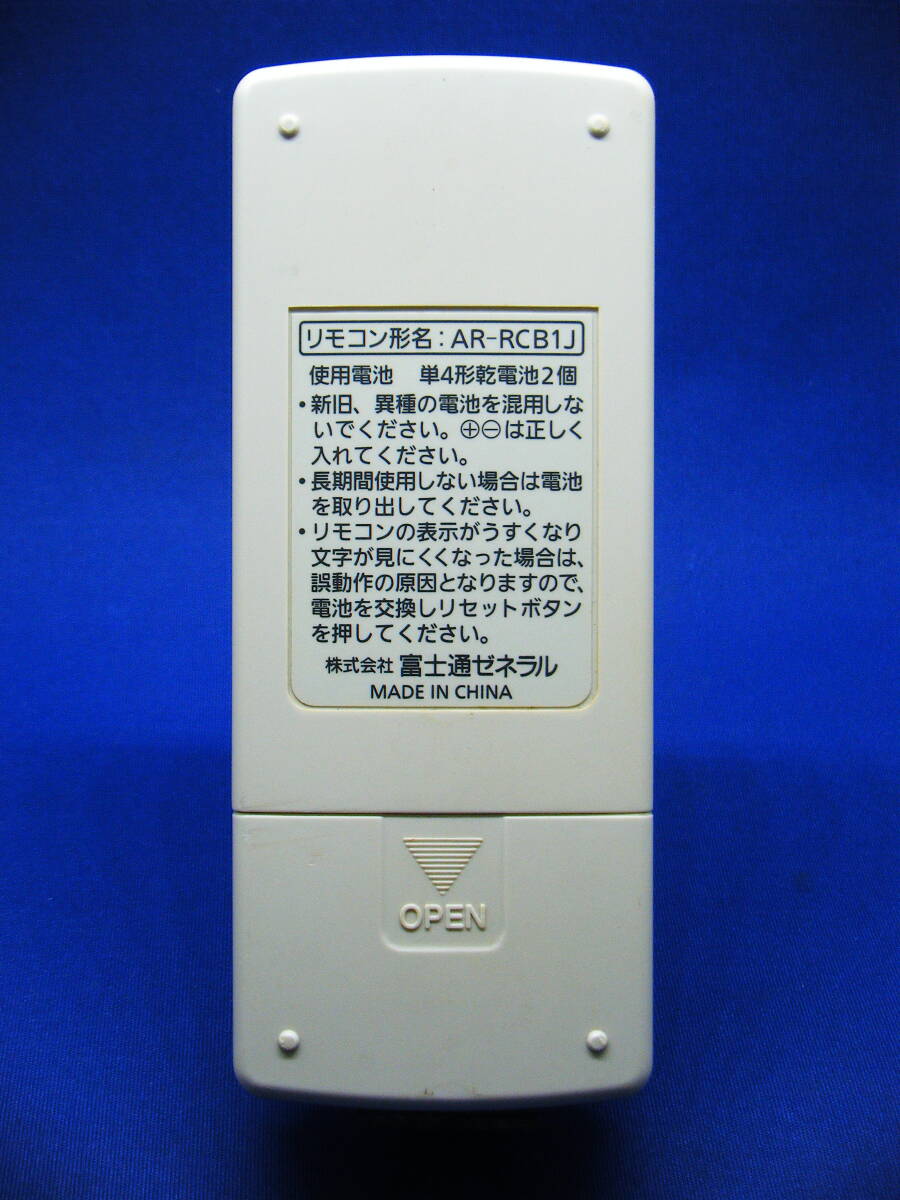 リモコン形名：AR-RCB1J
使用電池　単4形乾電池2個
・新旧、異種の電池を混用しな
いでください。⊕⊖は正しく
入れてください。
・長期間使用しない場合は電池
を取り出してください。
・リモコンの表示がうすくなり
文字が見にくくなった場合は、
誤動作の原因となりますので、
電池を交換しリセットボタン
を押してください。
株式会社 富士通ゼネラル
MADE IN CHINA
OPEN